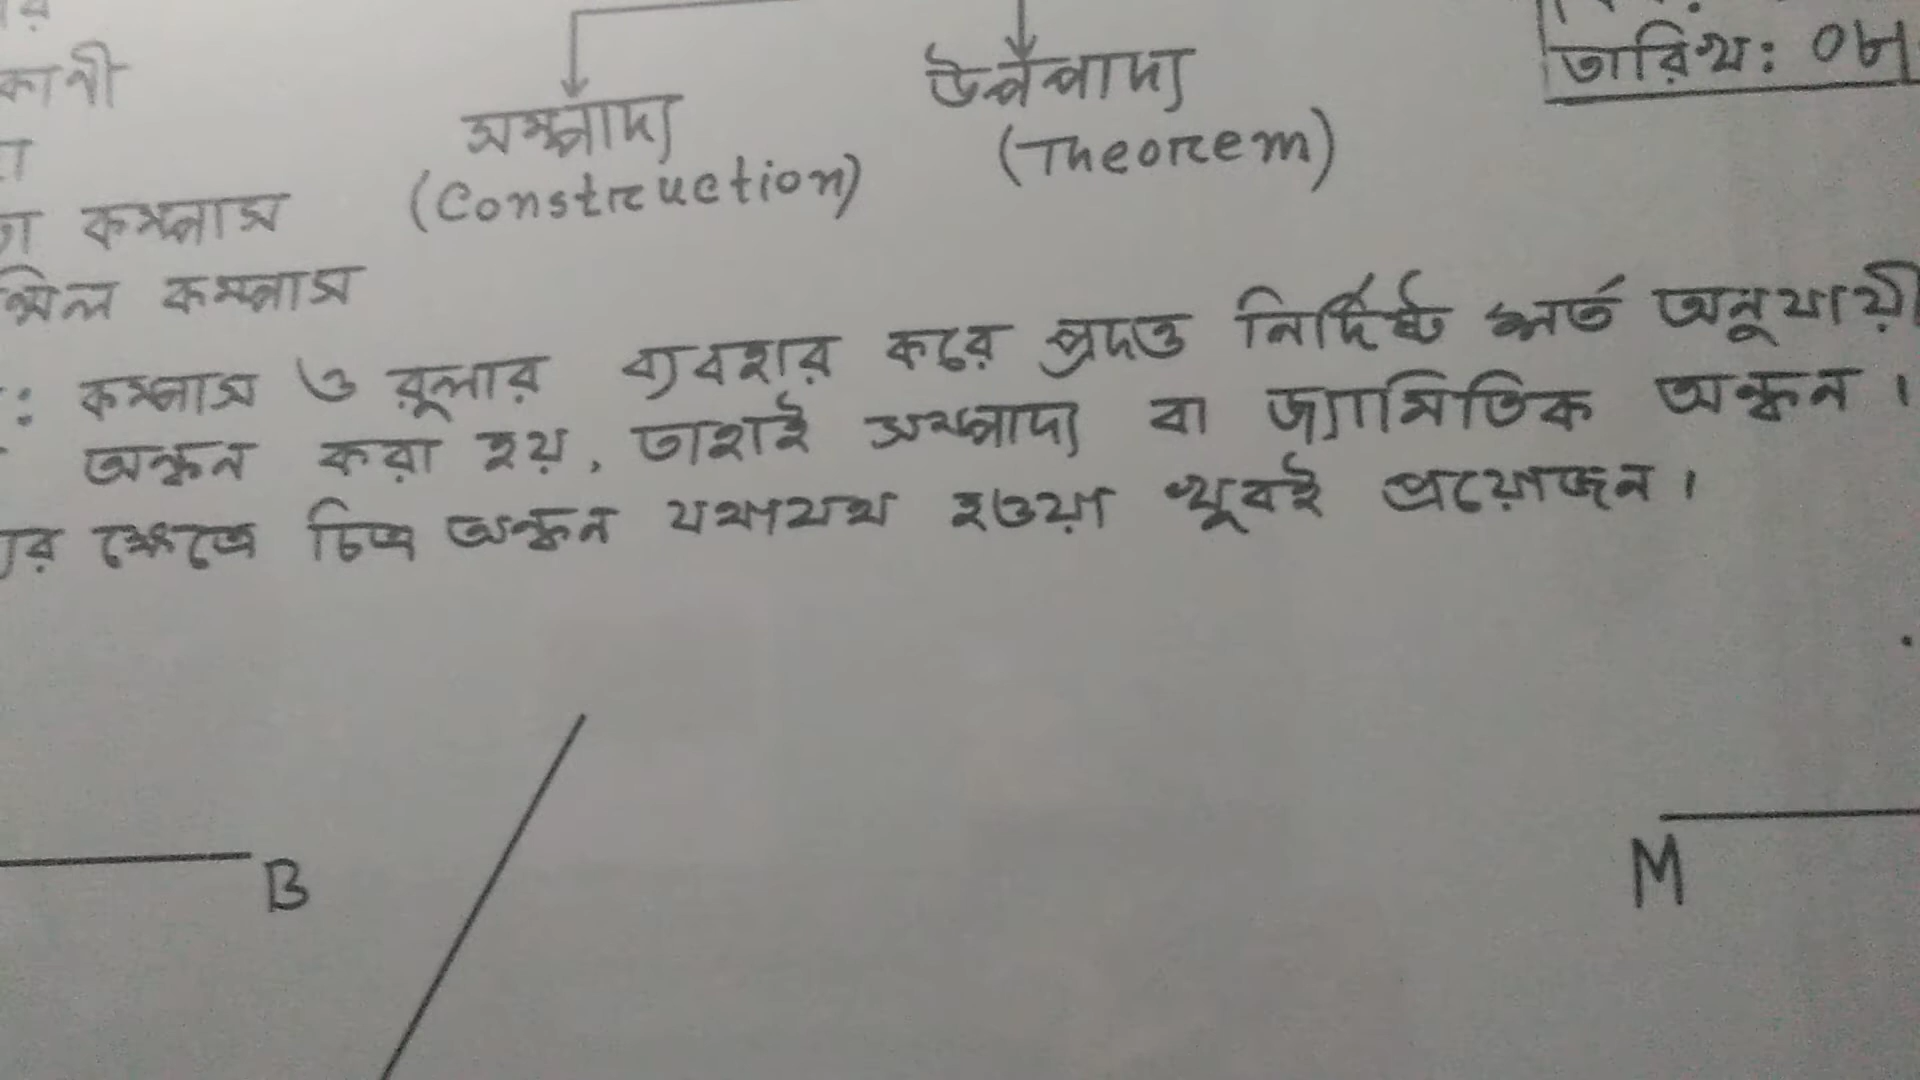 উপপাদ্য
তারিখ: ০৮
সম্পাদ্য
(Theorem)
(Construction)
কম্পাস
কম্পাস
: কম্পাস ও রুলার ব্যবহার করে প্রদত্ত নির্দিষ্ট শর্ত অনুযায়ী
অঙ্কন করা হয়, তাহাই সম্পাদ্য বা জ্যামিতিক অঙ্কন।
ক্ষেত্রে চিত্র অঙ্কন যথাযথ হওয়া খুবই প্রয়োজন।
B
M